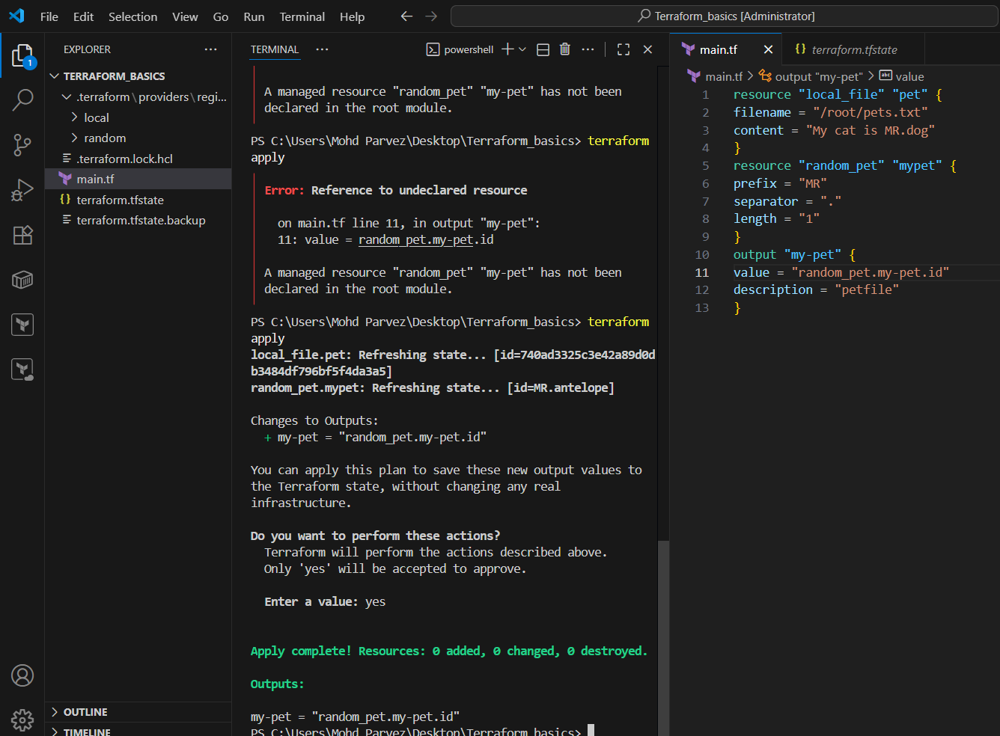 File Edit Selection View Go Run Terminal Help
Terraform_basics [Administrator]
1
EXPLORER
TERRAFORM_BASICS
.terraform\providers\regi...
local
random
.terraform.lock.hcl
main.tf
terraform.tfstate
terraform.tfstate.backup
OUTLINE
TIMELINE
TERMINAL
powershell
A managed resource "random_pet" "my-pet" has not been
declared in the root module.
PS C:\Users\Mohd Parvez\Desktop\Terraform_basics> terraform
apply
Error: Reference to undeclared resource
on main.tf line 11, in output "my-pet":
11: value = random_pet.my-pet.id
A managed resource "random_pet" "my-pet" has not been
declared in the root module.
PS C:\Users\Mohd Parvez\Desktop\Terraform_basics> terraform
apply
local_file.pet: Refreshing state... [id=740ad3325c3e42a89d0d
b3484df796bf5f4da3a5]
random_pet.mypet: Refreshing state... [id=MR.antelope]
Changes to Outputs:
+ my-pet = "random_pet.my-pet.id"
You can apply this plan to save these new output values to
the Terraform state, without changing any real
infrastructure.
Do you want to perform these actions?
Terraform will perform the actions described above.
Only 'yes' will be accepted to approve.
Enter a value: yes
Apply complete! Resources: 0 added, 0 changed, 0 destroyed.
Outputs:
my-pet = "random_pet.my-pet.id"
PS C:\Users\Mohd Parvez\Desktop\Terraform_basics>
main.tf
{} terraform.tfstate
main.tf > output "my-pet" > abc value
1 resource "local_file" "pet" {
2 filename = "/root/pets.txt"
3 content = "My cat is MR.dog"
4 }
5 resource "random_pet" "mypet" {
6 prefix = "MR"
7 separator = "."
8 length = "1"
9 }
10 output "my-pet" {
11 value = "random_pet.my-pet.id"
12 description = "petfile"
13 }